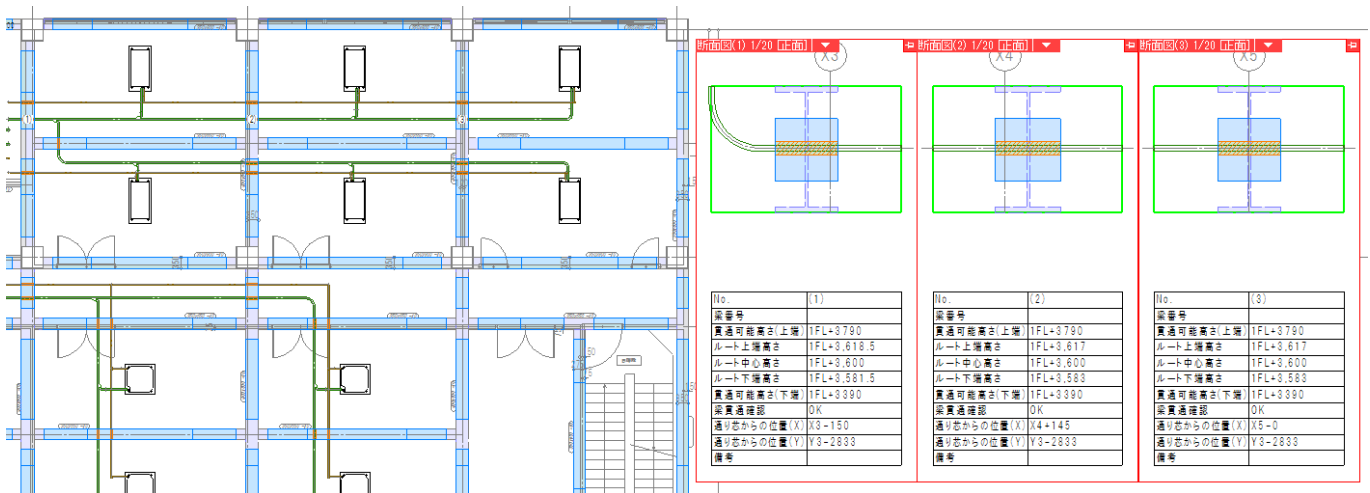 断面図(1) 1/20 [正面]
断面図(2) 1/20 [正面]
断面図(3) 1/20 [正面]
X3
X4
X5
(1)
(2)
(3)
No. (1)
梁番号
貫通可能高さ(上端) 1FL+3790
ルート上端高さ 1FL+3,618.5
ルート中心高さ 1FL+3,600
ルート下端高さ 1FL+3,581.5
貫通可能高さ(下端) 1FL+3390
梁貫通確認 OK
通り芯からの位置(X) X3-150
通り芯からの位置(Y) Y3-2833
備考
No. (2)
梁番号
貫通可能高さ(上端) 1FL+3790
ルート上端高さ 1FL+3,617
ルート中心高さ 1FL+3,600
ルート下端高さ 1FL+3,583
貫通可能高さ(下端) 1FL+3390
梁貫通確認 OK
通り芯からの位置(X) X4+145
通り芯からの位置(Y) Y3-2833
備考
No. (3)
梁番号
貫通可能高さ(上端) 1FL+3790
ルート上端高さ 1FL+3,617
ルート中心高さ 1FL+3,600
ルート下端高さ 1FL+3,583
貫通可能高さ(下端) 1FL+3390
梁貫通確認 OK
通り芯からの位置(X) X5-0
通り芯からの位置(Y) Y3-2833
備考